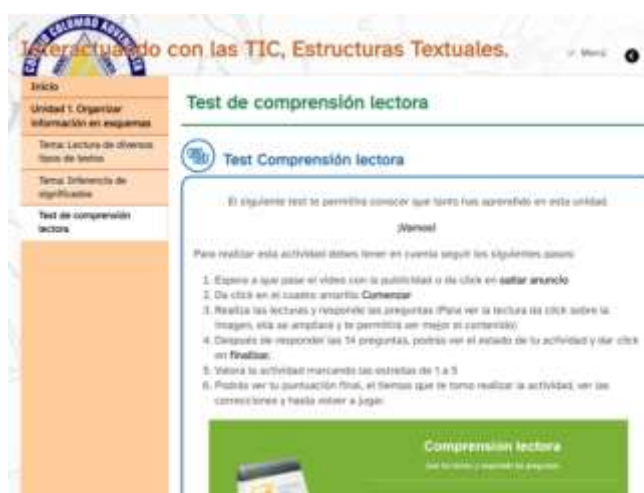 COLEGIO COLOMBO ADVENTISTA
Interactuando con las TIC, Estructuras Textuales.
Menú
Inicio
Unidad 1. Organizar
información en esquemas
Tema: Lectura de diversos
tipos de textos
Tema: Inferencia de
significados
Test de comprensión
lectora
Test de comprensión lectora
Test Comprensión lectora
El siguiente test te permitirá conocer que tanto has aprendido en esta unidad.
¡Vamos!
Para realizar esta actividad debes tener en cuenta seguir los siguientes pasos:
1. Espera a que pase el video con la publicidad o da click en saltar anuncio
2. Da click en el cuadro amarillo Comenzar
3. Realiza las lecturas y responde las preguntas (Para ver la lectura da click sobre la
imagen, ella se ampliará y te permitirá ver mejor el contenido)
4. Después de responder las 14 preguntas, podrás ver el estado de tu actividad y dar click
en finalizar.
5. Valora la actividad marcando las estrellas de 1 a 5
6. Podrás ver tu puntuación final, el tiempo que te tomo realizar la actividad, ver las
correcciones y hasta volver a jugar.
Comprensión lectora